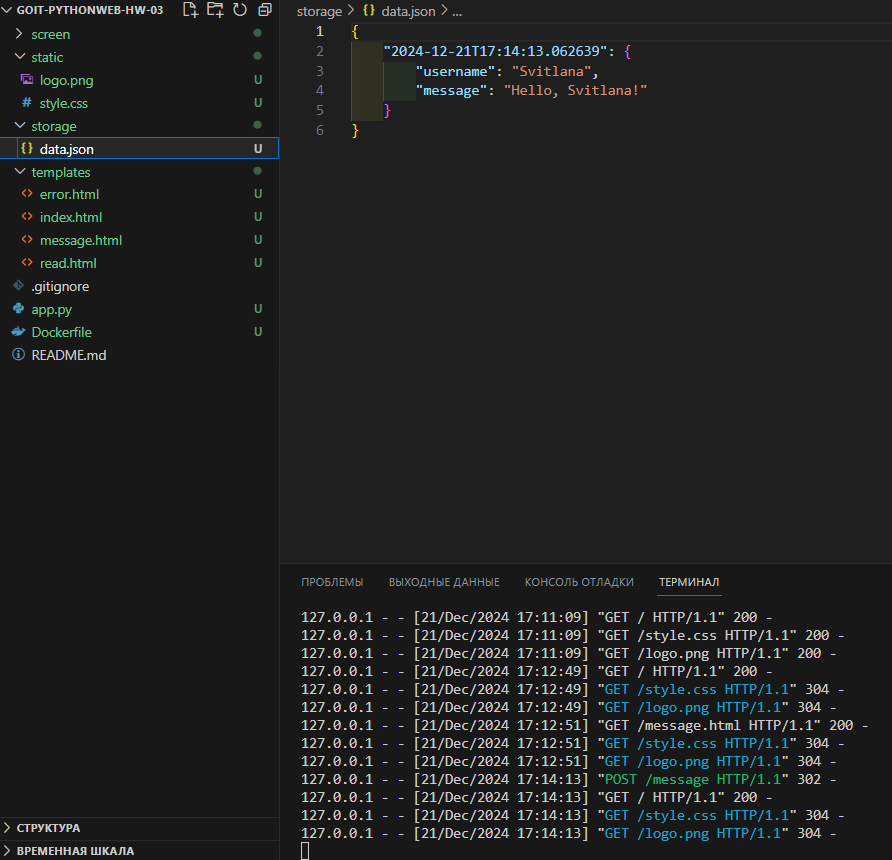 GOIT-PYTHONWEB-HW-03
screen
static
logo.png U
# style.css U
storage
{} data.json U
templates
<> error.html U
<> index.html U
<> message.html U
<> read.html U
.gitignore
app.py U
Dockerfile U
README.md
СТРУКТУРА
ВРЕМЕННАЯ ШКАЛА
storage > {} data.json > ...
1 {
2 "2024-12-21T17:14:13.062639": {
3 "username": "Svitlana",
4 "message": "Hello, Svitlana!"
5 }
6 }
ПРОБЛЕМЫ ВЫХОДНЫЕ ДАННЫЕ КОНСОЛЬ ОТЛАДКИ ТЕРМИНАЛ
127.0.0.1 - - [21/Dec/2024 17:11:09] "GET / HTTP/1.1" 200 -
127.0.0.1 - - [21/Dec/2024 17:11:09] "GET /style.css HTTP/1.1" 200 -
127.0.0.1 - - [21/Dec/2024 17:11:09] "GET /logo.png HTTP/1.1" 200 -
127.0.0.1 - - [21/Dec/2024 17:12:49] "GET / HTTP/1.1" 200 -
127.0.0.1 - - [21/Dec/2024 17:12:49] "GET /style.css HTTP/1.1" 304 -
127.0.0.1 - - [21/Dec/2024 17:12:49] "GET /logo.png HTTP/1.1" 304 -
127.0.0.1 - - [21/Dec/2024 17:12:51] "GET /message.html HTTP/1.1" 200 -
127.0.0.1 - - [21/Dec/2024 17:12:51] "GET /style.css HTTP/1.1" 304 -
127.0.0.1 - - [21/Dec/2024 17:12:51] "GET /logo.png HTTP/1.1" 304 -
127.0.0.1 - - [21/Dec/2024 17:14:13] "POST /message HTTP/1.1" 302 -
127.0.0.1 - - [21/Dec/2024 17:14:13] "GET / HTTP/1.1" 200 -
127.0.0.1 - - [21/Dec/2024 17:14:13] "GET /style.css HTTP/1.1" 304 -
127.0.0.1 - - [21/Dec/2024 17:14:13] "GET /logo.png HTTP/1.1" 304 -